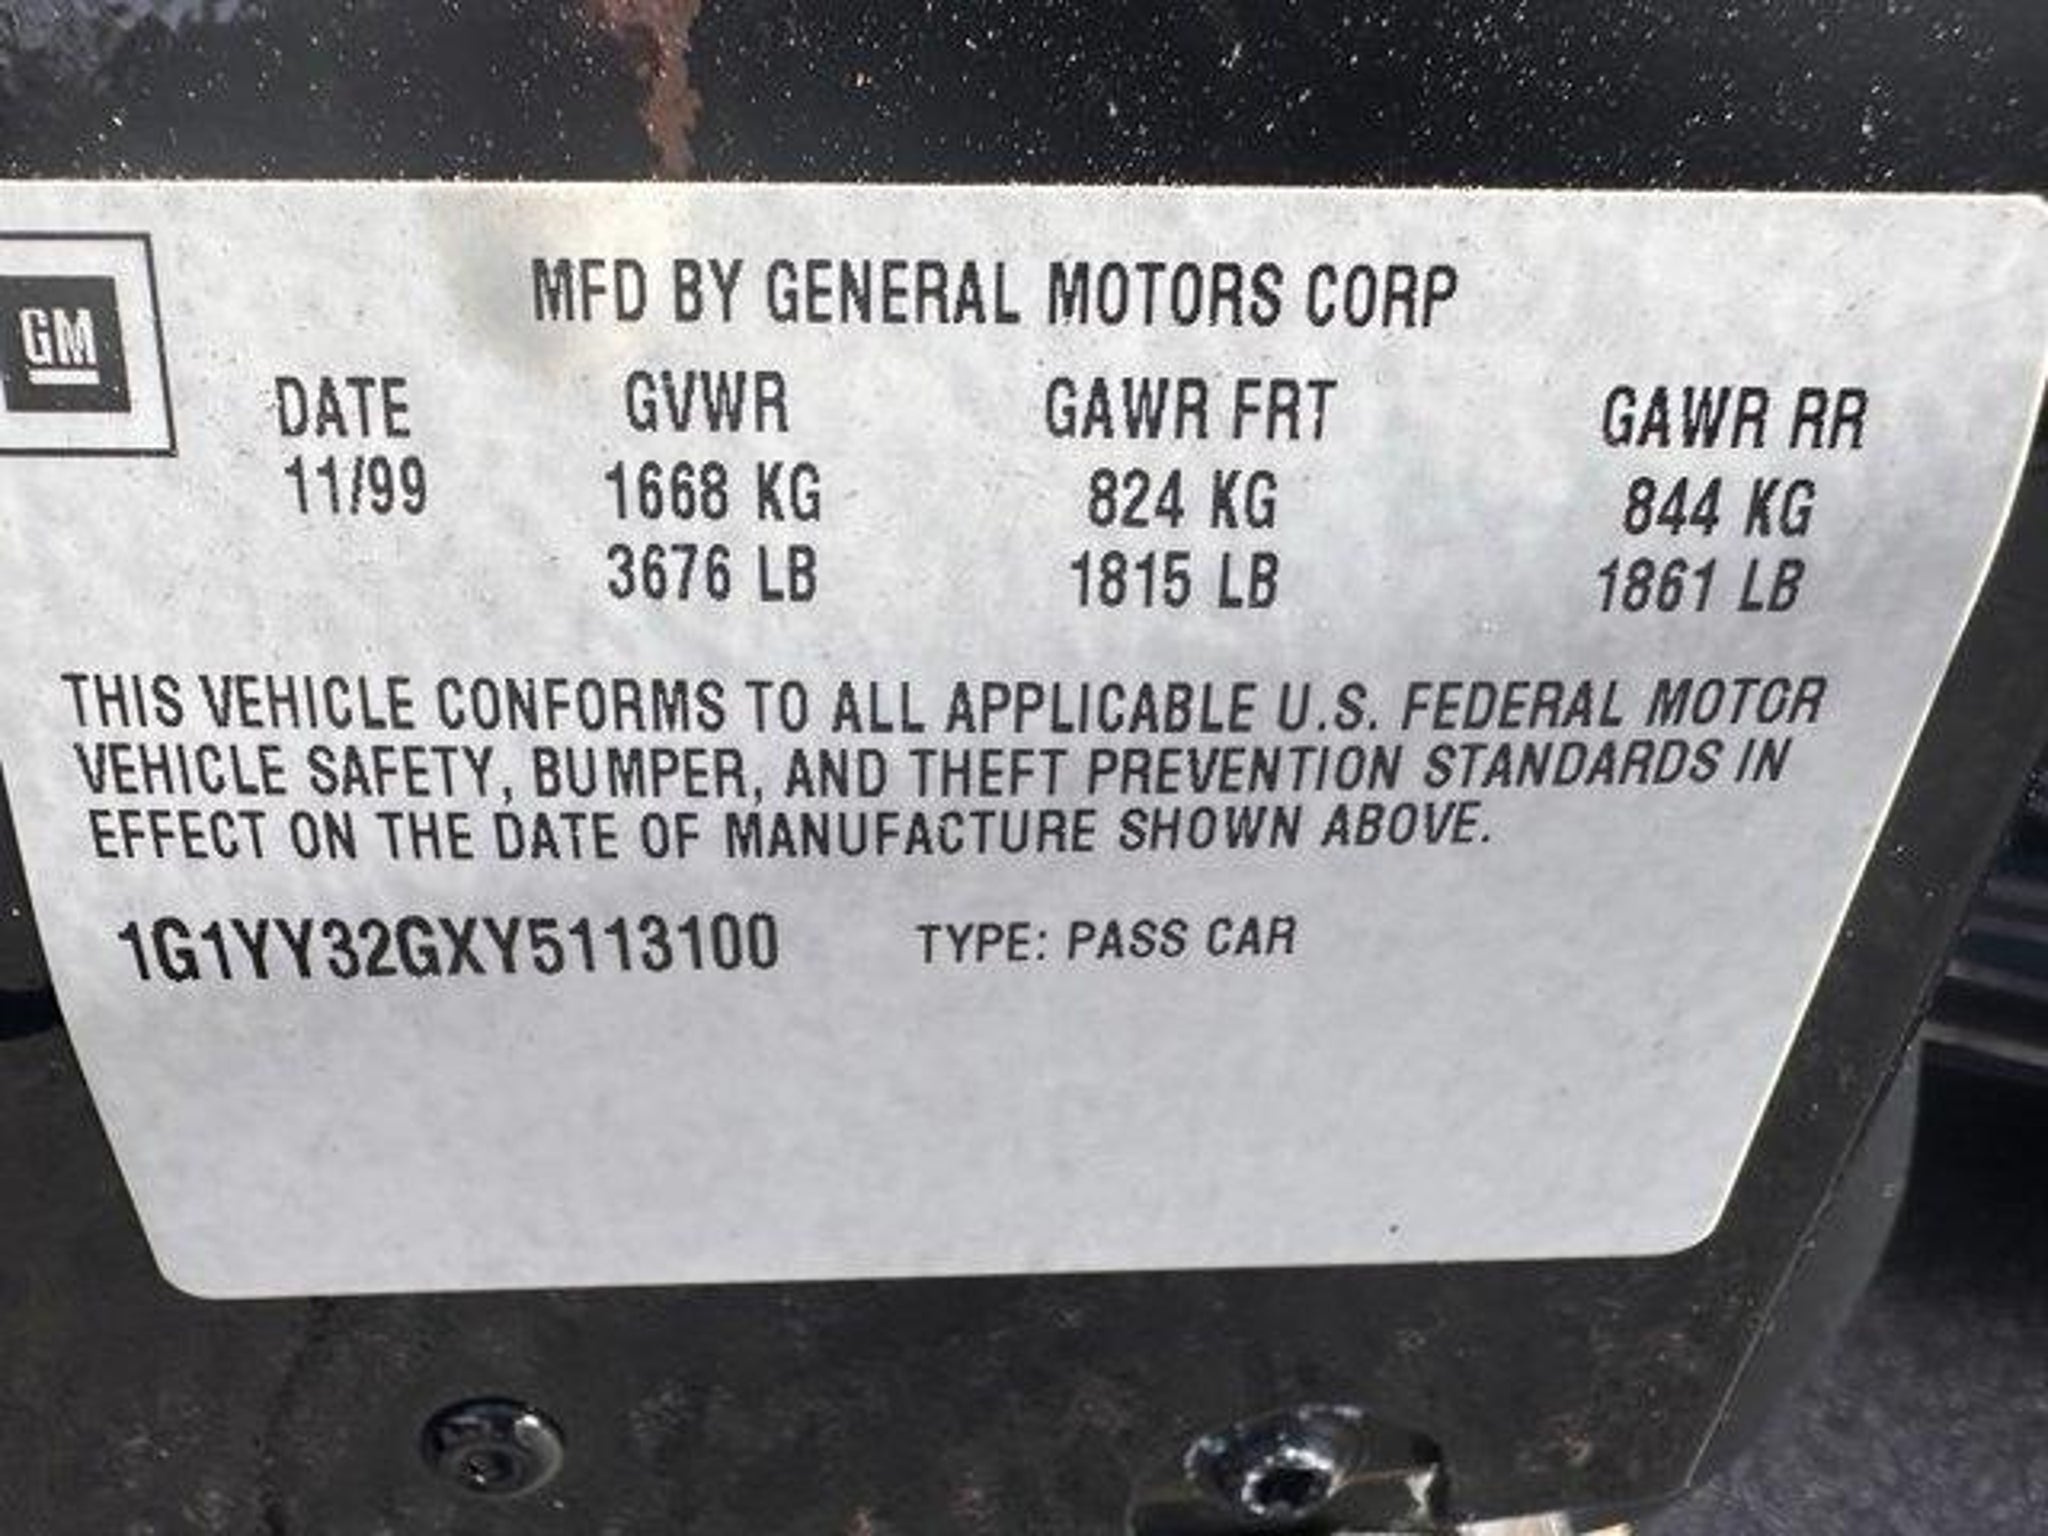 MFD BY GENERAL MOTORS CORP
GM
DATE GVWR GAWR FRT GAWR RR
11/99 1668 KG 824 KG 844 KG
3676 LB 1815 LB 1861 LB
THIS VEHICLE CONFORMS TO ALL APPLICABLE U.S. FEDERAL MOTOR
VEHICLE SAFETY, BUMPER, AND THEFT PREVENTION STANDARDS IN
EFFECT ON THE DATE OF MANUFACTURE SHOWN ABOVE.
1G1YY32GXY5113100 TYPE: PASS CAR